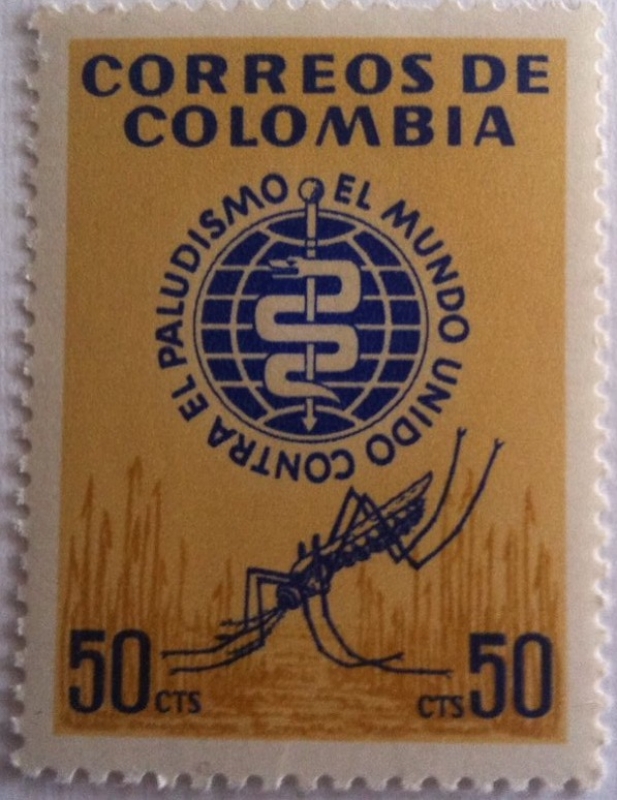 CORREOS DE
COLOMBIA
EL MUNDO UNIDO CONTRA EL PALUDISMO
50 CTS
CTS 50